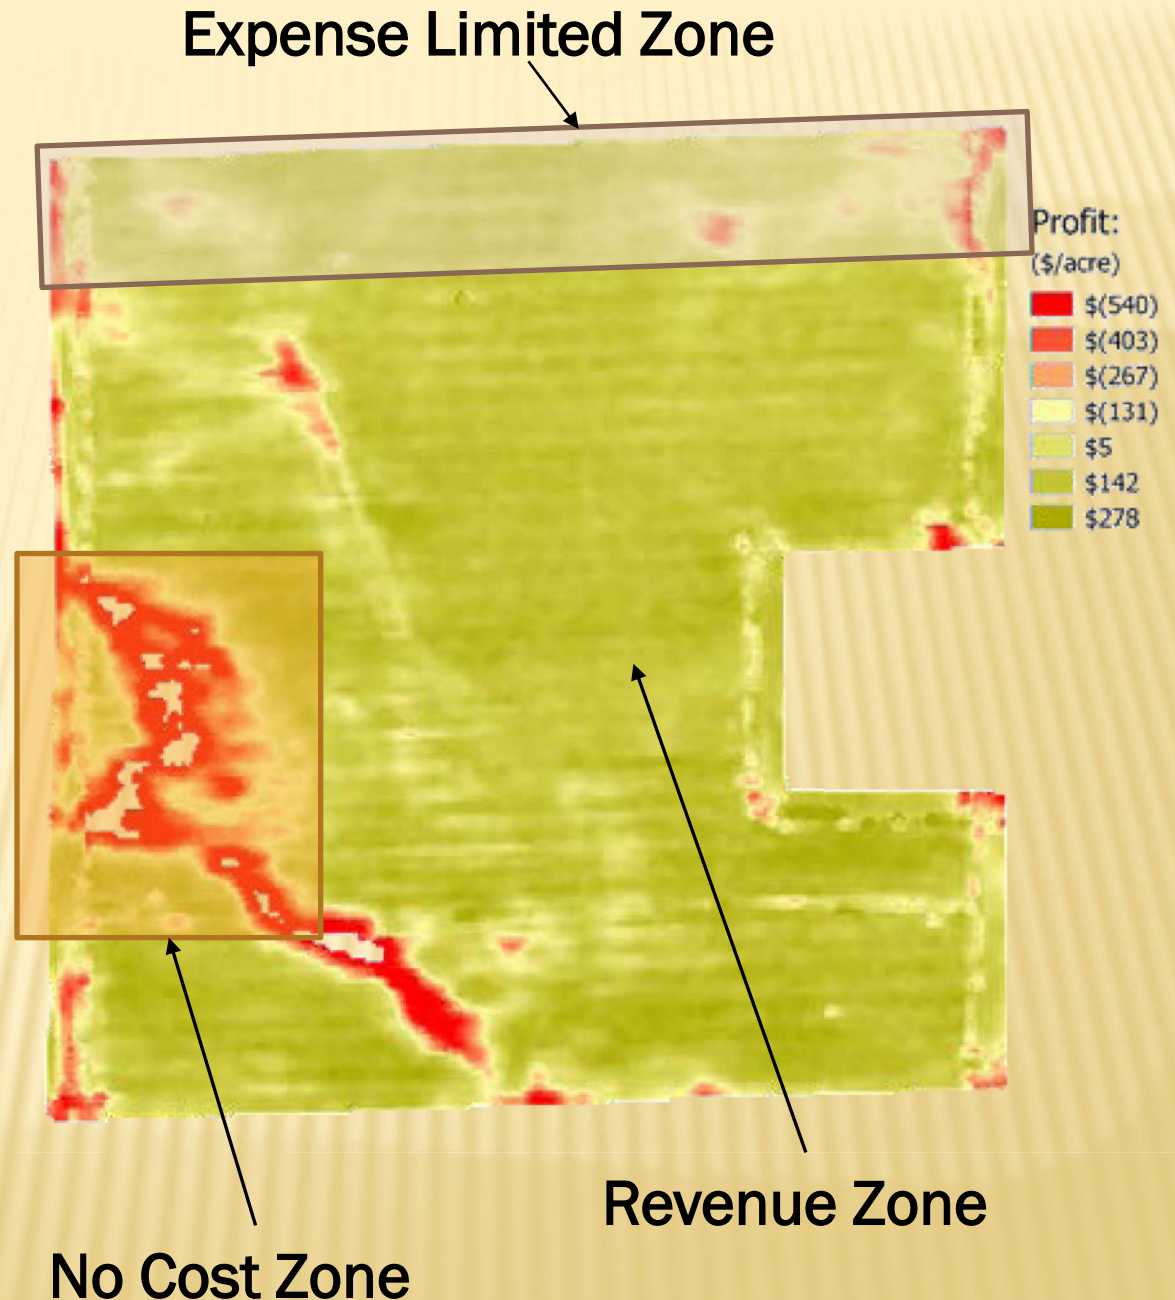 Expense Limited Zone
Profit:
($/acre)
$(540)
$(403)
$(267)
$(131)
$5
$142
$278
Revenue Zone
No Cost Zone